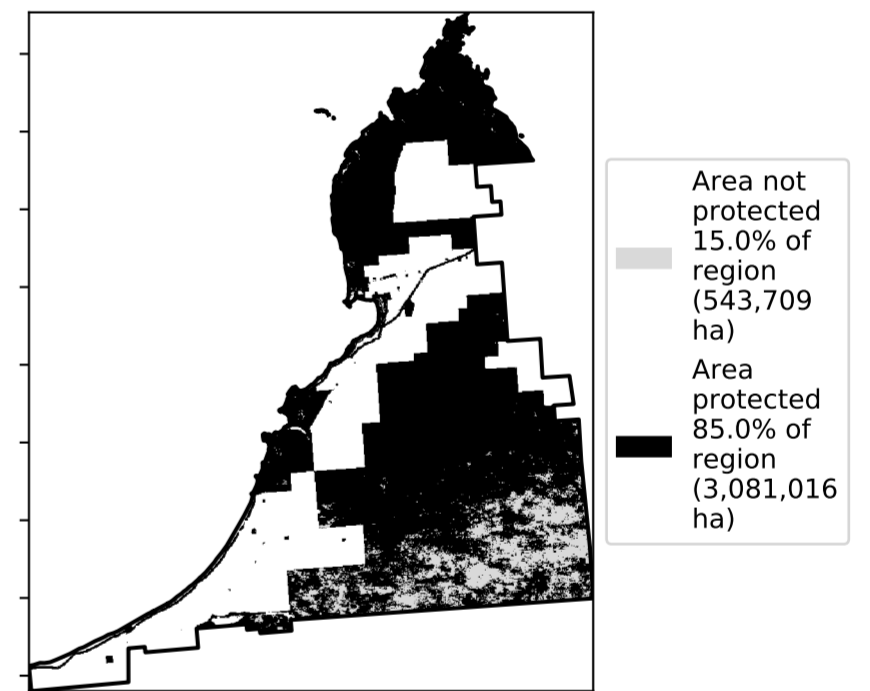 Area not
protected
15.0% of
region
(543,709
ha)
Area
protected
85.0% of
region
(3,081,016
ha)